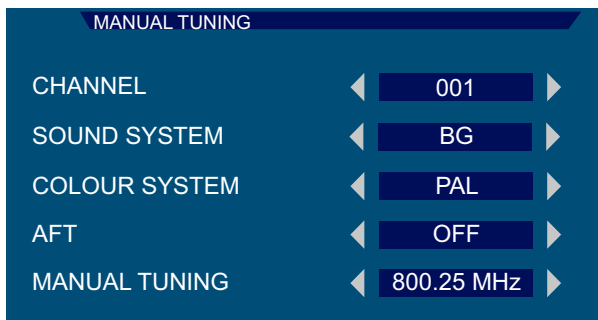 MANUAL TUNING
CHANNEL 001
SOUND SYSTEM BG
COLOUR SYSTEM PAL
AFT OFF
MANUAL TUNING 800.25 MHz